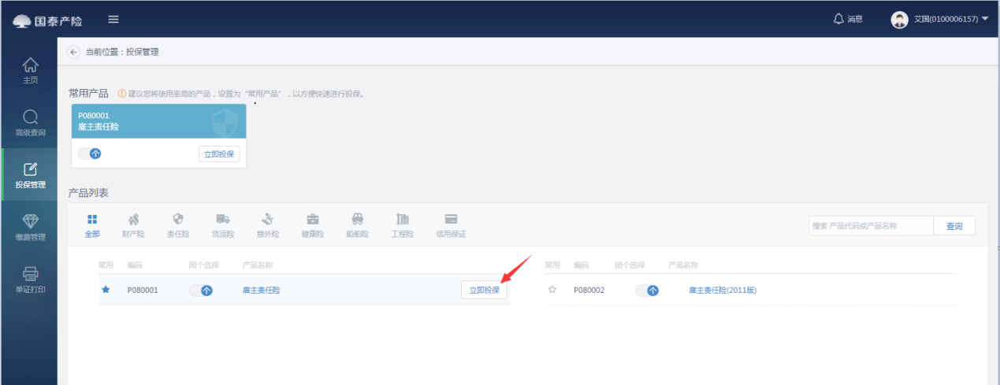 国泰产险
消息
艾国(0100006157)
主页
高级查询
投保管理
缴费管理
单证打印
当前位置：投保管理
常用产品
建议您将使用率高的产品，设置为“常用产品”，以方便快速进行投保。
P080001
雇主责任险
个
立即投保
产品列表
全部
财产险
责任险
货运险
意外险
健康险
船舶险
工程险
信用保证
搜索 产品代码或产品名称
查询
常用 编码 团个选择 产品名称
P080001 个 雇主责任险 立即投保
常用 编码 团个选择 产品名称
P080002 个 雇主责任险(2011版)